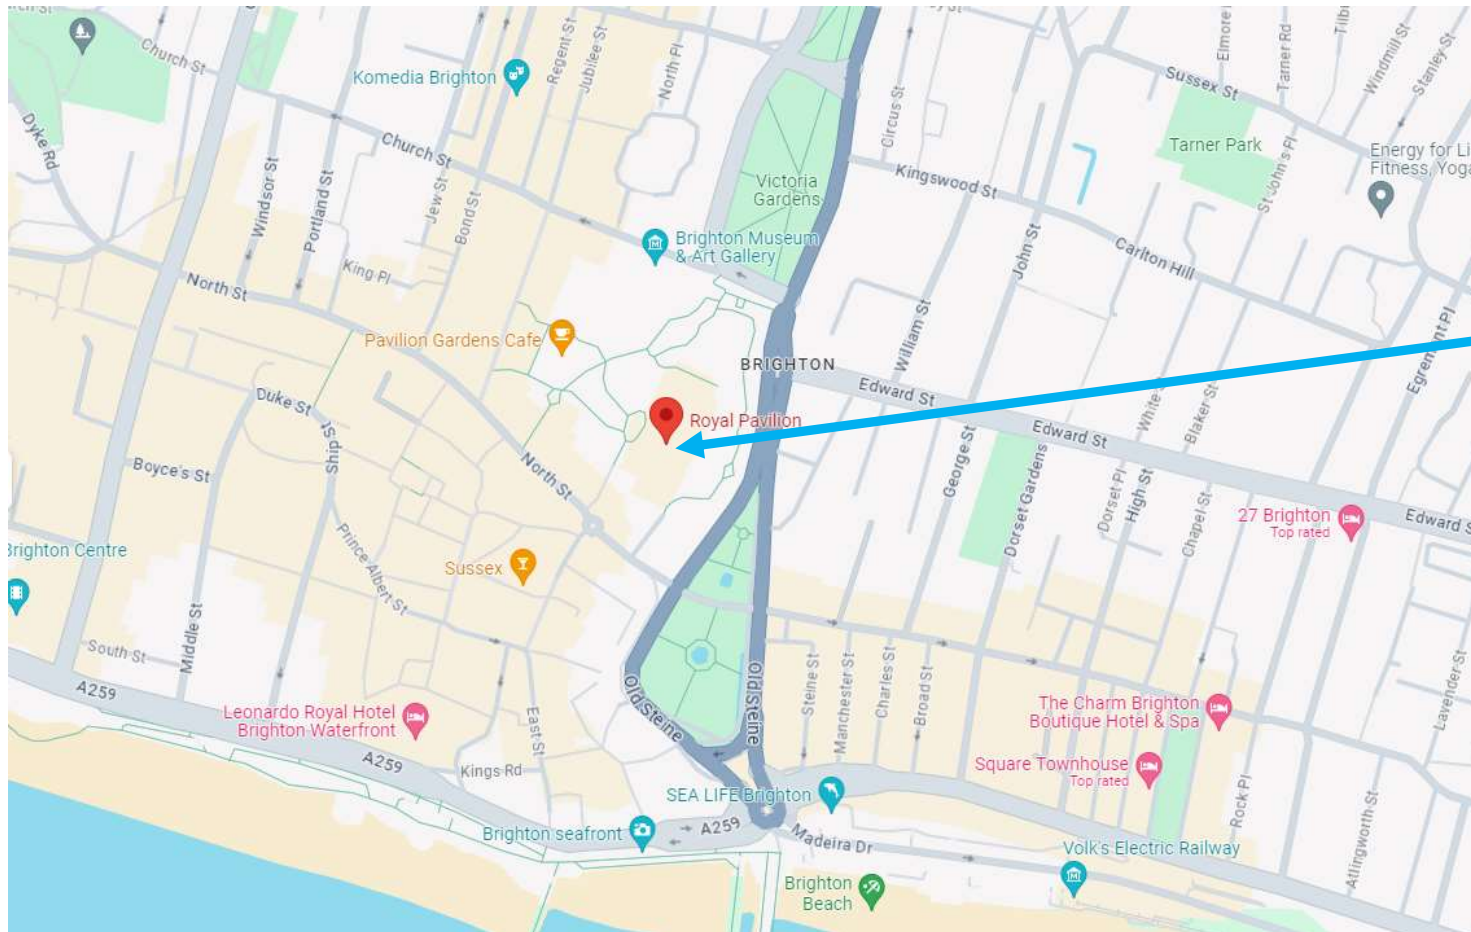 Church St
Komedia Brighton
Regent St
Jubilee St
North Pl
Circus St
Elmore
Tarner Rd
Windmill St
Stanley St
Sussex St
Dyke Rd
Church St
Victoria
Gardens
Tarner Park
St John's Pl
Energy for Li
Fitness, Yoga
Kingswood St
Windsor St
Portland St
Jew St
Bond St
King Pl
Brighton Museum
& Art Gallery
John St
Carlton Hill
North St
Pavilion Gardens Cafe
William St
Egremont Pl
BRIGHTON
Edward St
Duke St
Ship St
Royal Pavilion
Edward St
White
Blaker St
Boyce's St
North St
George St
Dorset Gardens
Dorset Pl
High St
Chapel St
27 Brighton
Top rated
Edward S
Brighton Centre
Prince Albert St
Sussex
Middle St
South St
A259
Old Steine
Old Steine
Steine St
Manchester St
Charles St
Broad St
The Charm Brighton
Boutique Hotel & Spa
Lavender St
Leonardo Royal Hotel
Brighton Waterfront
East St
A259
Kings Rd
Square Townhouse
Top rated
Rock Pl
SEA LIFE Brighton
Brighton seafront
A259
Madeira Dr
Atlingworth St
Volk's Electric Railway
Brighton
Beach